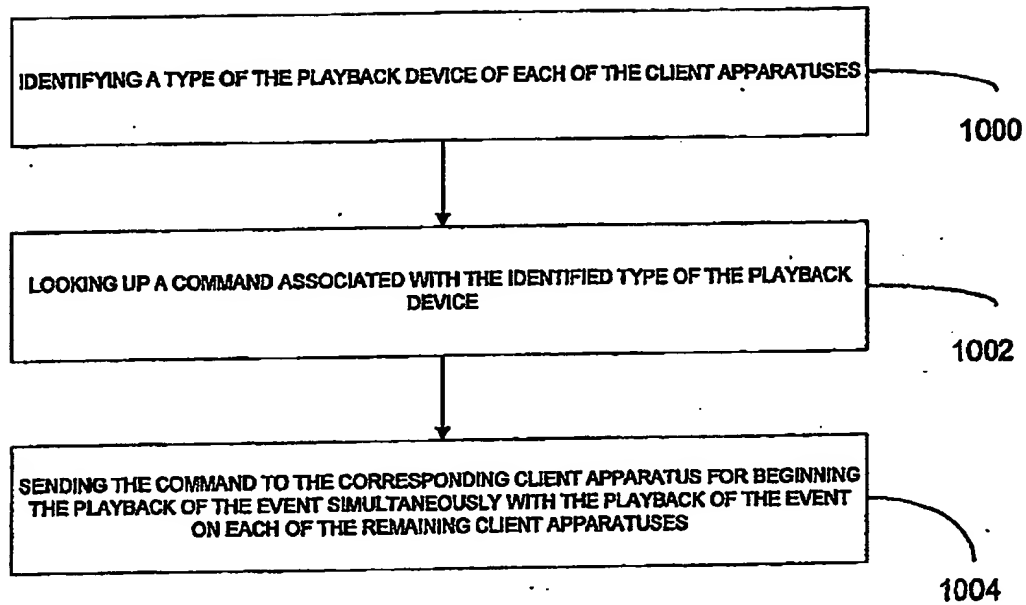 IDENTIFYING A TYPE OF THE PLAYBACK DEVICE OF EACH OF THE CLIENT APPARATUSES
1000
LOOKING UP A COMMAND ASSOCIATED WITH THE IDENTIFIED TYPE OF THE PLAYBACK
DEVICE
1002
SENDING THE COMMAND TO THE CORRESPONDING CLIENT APPARATUS FOR BEGINNING
THE PLAYBACK OF THE EVENT SIMULTANEOUSLY WITH THE PLAYBACK OF THE EVENT
ON EACH OF THE REMAINING CLIENT APPARATUSES
1004